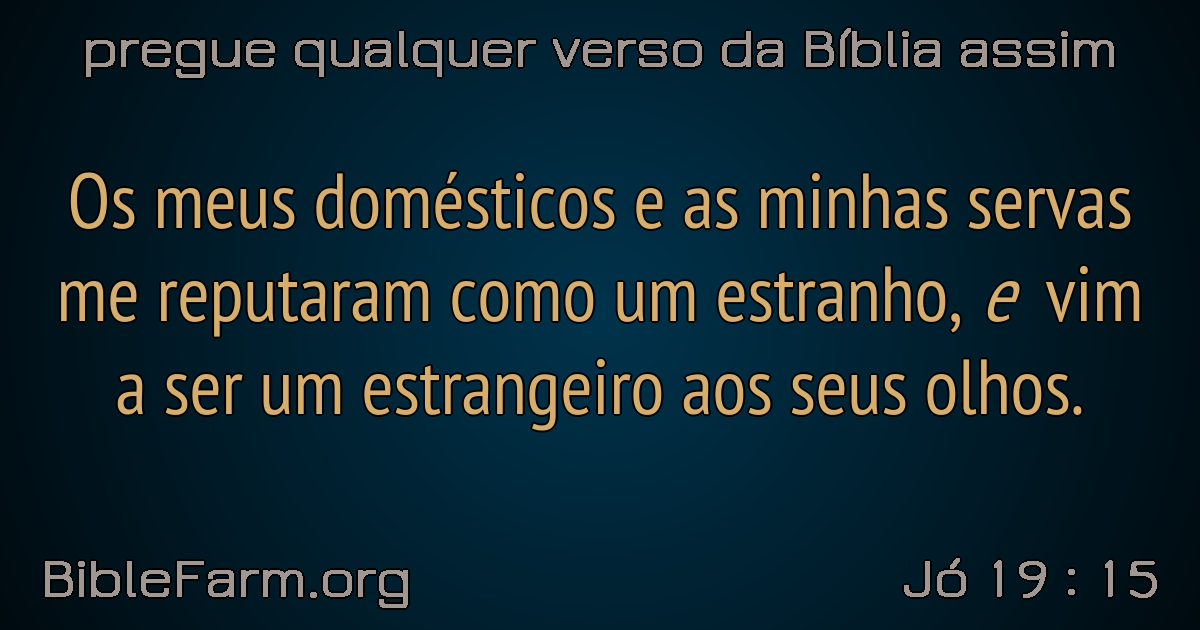 pregue qualquer verso da Bíblia assim
Os meus domésticos e as minhas servas
me reputaram como um estranho, e vim
a ser um estrangeiro aos seus olhos.
BibleFarm.org
Jó 19 : 15